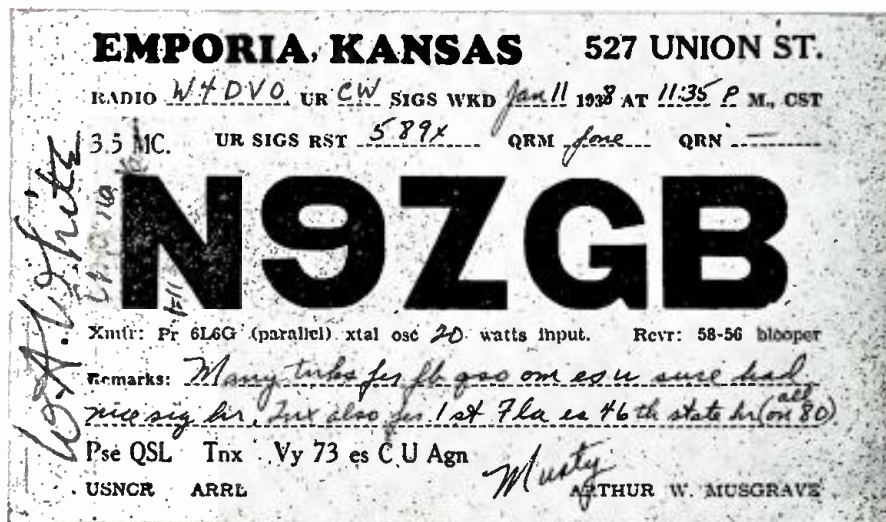 EMPORIA, KANSAS 527 UNION ST.
RADIO W4DVO UR CW SIGS WKD Jan 11 1938 AT 11:35 P. M., CST
3.5 MC. UR SIGS RST 589x QRM fone QRN —
N9ZGB
Xmtr: Pr 6L6G (parallel) xtal osc 20 watts input. Rcvr: 58-56 blooper
Remarks: Many tnks fer fb qso om es u sure had
nice sig hr, Tnx also fer 1st Fla es 46th state hr (all on 80)
Pse QSL Tnx Vy 73 es C U Agn
USNCR ARRL Musty ARTHUR W. MUSGRAVE
W.A. White